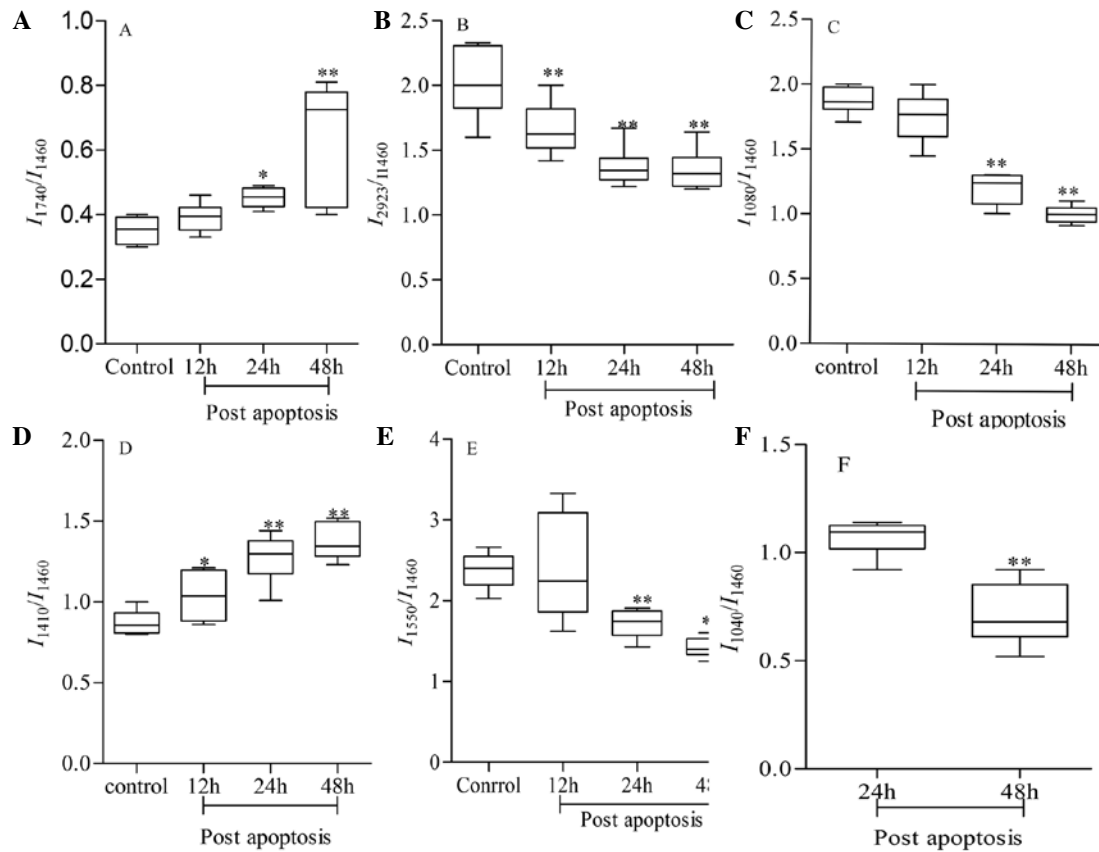 A
A
1.0
0.8
0.6
0.4
0.2
0.0
I1740/I1460
*
**
Control 12h 24h 48h
Post apoptosis
B
B
2.5
2.0
1.5
1.0
0.5
0.0
I2923/I1460
**
**
**
Control 12h 24h 48h
Post apoptosis
C
C
2.5
2.0
1.5
1.0
0.5
0.0
I1080/I1460
**
**
control 12h 24h 48h
Post apoptosis
D
D
2.0
1.5
1.0
0.5
0.0
I1410/I1460
*
**
**
control 12h 24h 48h
Post apoptosis
E
E
4
3
2
1
0
I1550/I1460
**
*
Conrrol 12h 24h 48
Post apoptosis
F
F
1.5
1.0
0.5
0.0
I1040/I1460
**
24h 48h
Post apoptosis